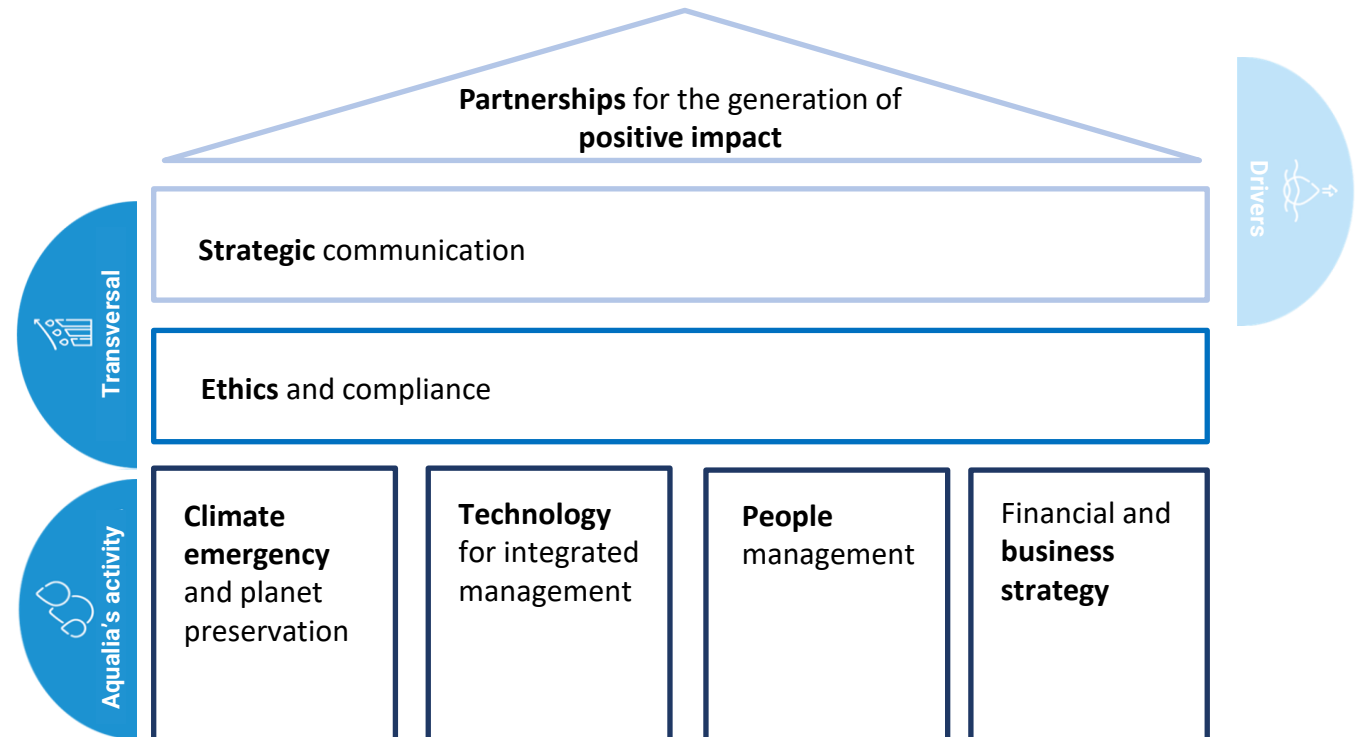 Partnerships for the generation of
positive impact
Drivers
Strategic communication
Transversal
Ethics and compliance
Aqualia's activity
Climate
emergency
and planet
preservation
Technology
for integrated
management
People
management
Financial and
business
strategy